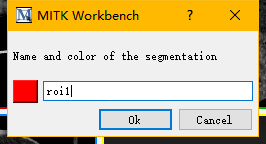 MITK Workbench
Name and color of the segmentation
roi1
Ok
Cancel